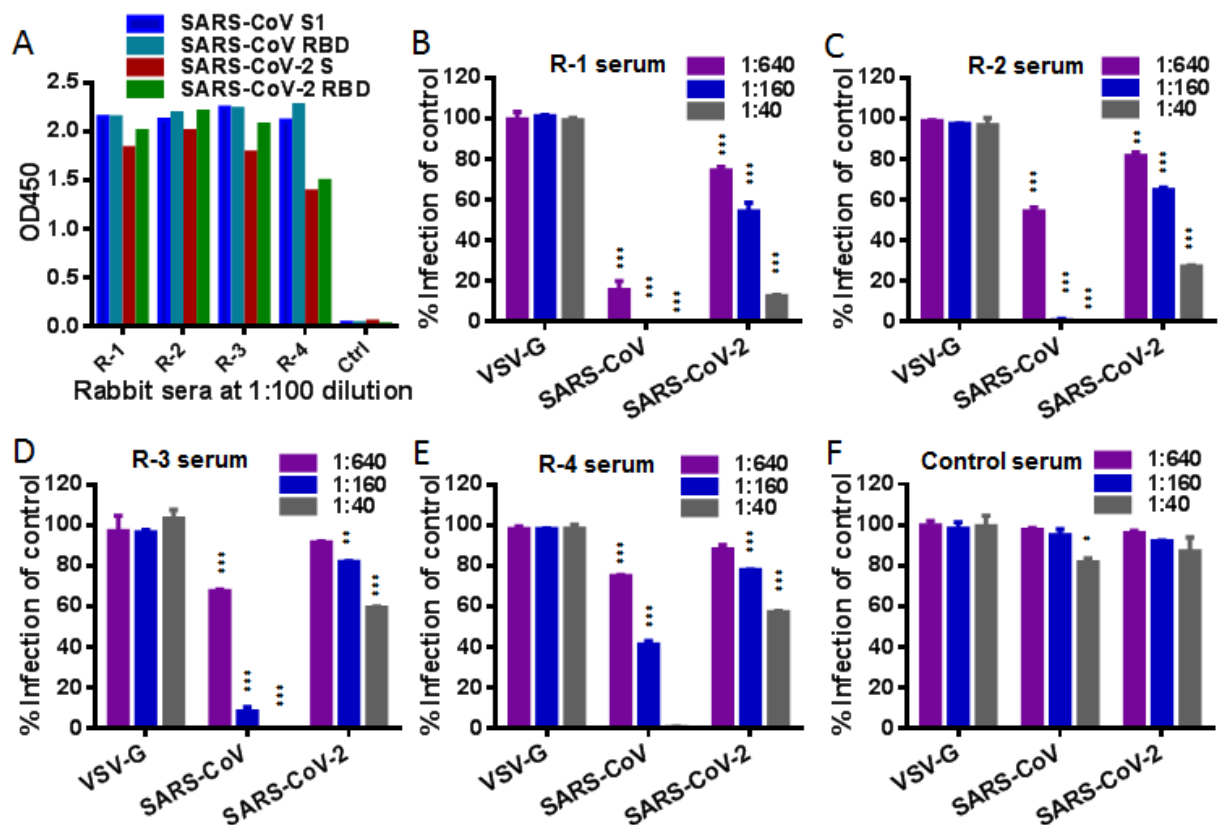 A
SARS-CoV S1
SARS-CoV RBD
SARS-CoV-2 S
SARS-CoV-2 RBD
2.5
2.0
1.5
1.0
0.5
0.0
OD450
R-1
R-2
R-3
R-4
Ctrl
Rabbit sera at 1:100 dilution
B
R-1 serum
1:640
1:160
1:40
120
100
80
60
40
20
0
% Infection of control
***
***
***
***
***
***
VSV-G
SARS-CoV
SARS-CoV-2
C
R-2 serum
1:640
1:160
1:40
120
100
80
60
40
20
0
% Infection of control
***
***
***
**
***
***
VSV-G
SARS-CoV
SARS-CoV-2
D
R-3 serum
1:640
1:160
1:40
120
100
80
60
40
20
0
% Infection of control
***
***
***
**
***
VSV-G
SARS-CoV
SARS-CoV-2
E
R-4 serum
1:640
1:160
1:40
120
100
80
60
40
20
0
% Infection of control
***
***
***
***
VSV-G
SARS-CoV
SARS-CoV-2
F
Control serum
1:640
1:160
1:40
120
100
80
60
40
20
0
% Infection of control
*
VSV-G
SARS-CoV
SARS-CoV-2